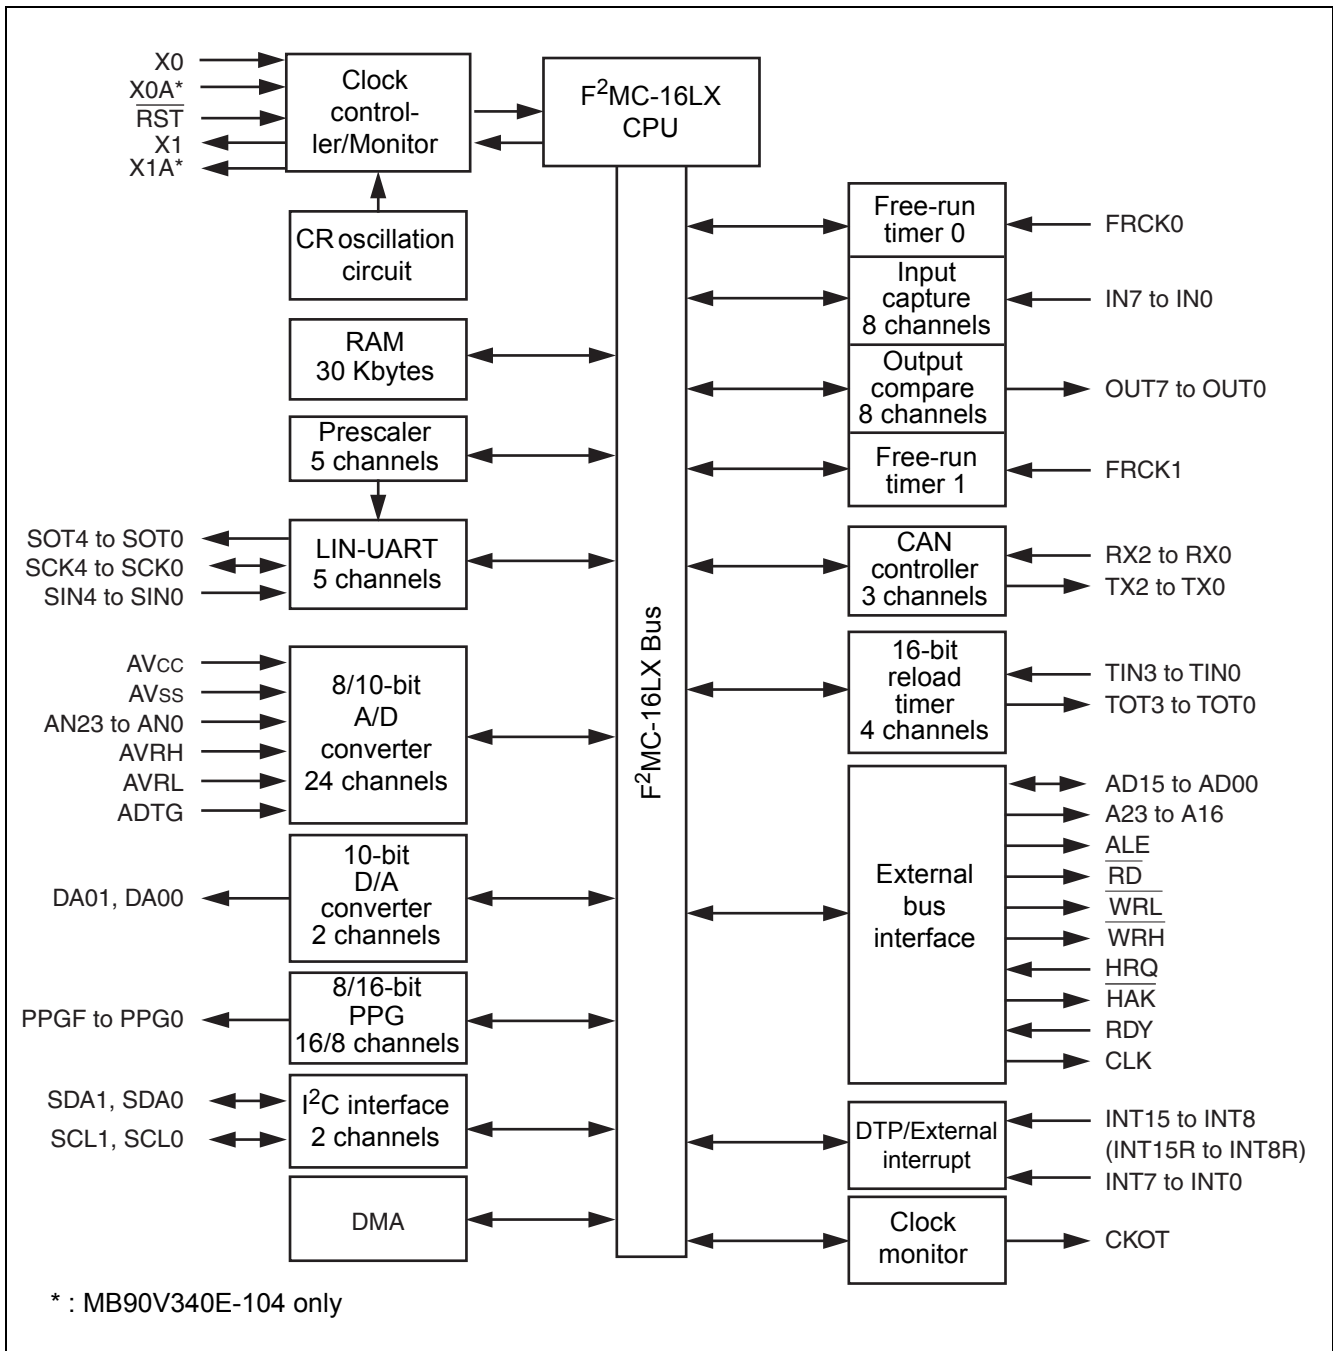 X0
X0A*
RST
X1
X1A*
Clock
control-
ler/Monitor
F2MC-16LX
CPU
CR oscillation
circuit
RAM
30 Kbytes
Prescaler
5 channels
SOT4 to SOT0
SCK4 to SCK0
SIN4 to SIN0
LIN-UART
5 channels
AVCC
AVSS
AN23 to AN0
AVRH
AVRL
ADTG
8/10-bit
A/D
converter
24 channels
DA01, DA00
10-bit
D/A
converter
2 channels
PPGF to PPG0
8/16-bit
PPG
16/8 channels
SDA1, SDA0
SCL1, SCL0
I2C interface
2 channels
DMA
F2MC-16LX Bus
Free-run
timer 0
FRCK0
Input
capture
8 channels
IN7 to IN0
Output
compare
8 channels
OUT7 to OUT0
Free-run
timer 1
FRCK1
CAN
controller
3 channels
RX2 to RX0
TX2 to TX0
16-bit
reload
timer
4 channels
TIN3 to TIN0
TOT3 to TOT0
External
bus
interface
AD15 to AD00
A23 to A16
ALE
RD
WRL
WRH
HRQ
HAK
RDY
CLK
DTP/External
interrupt
INT15 to INT8
(INT15R to INT8R)
INT7 to INT0
Clock
monitor
CKOT
* : MB90V340E-104 only